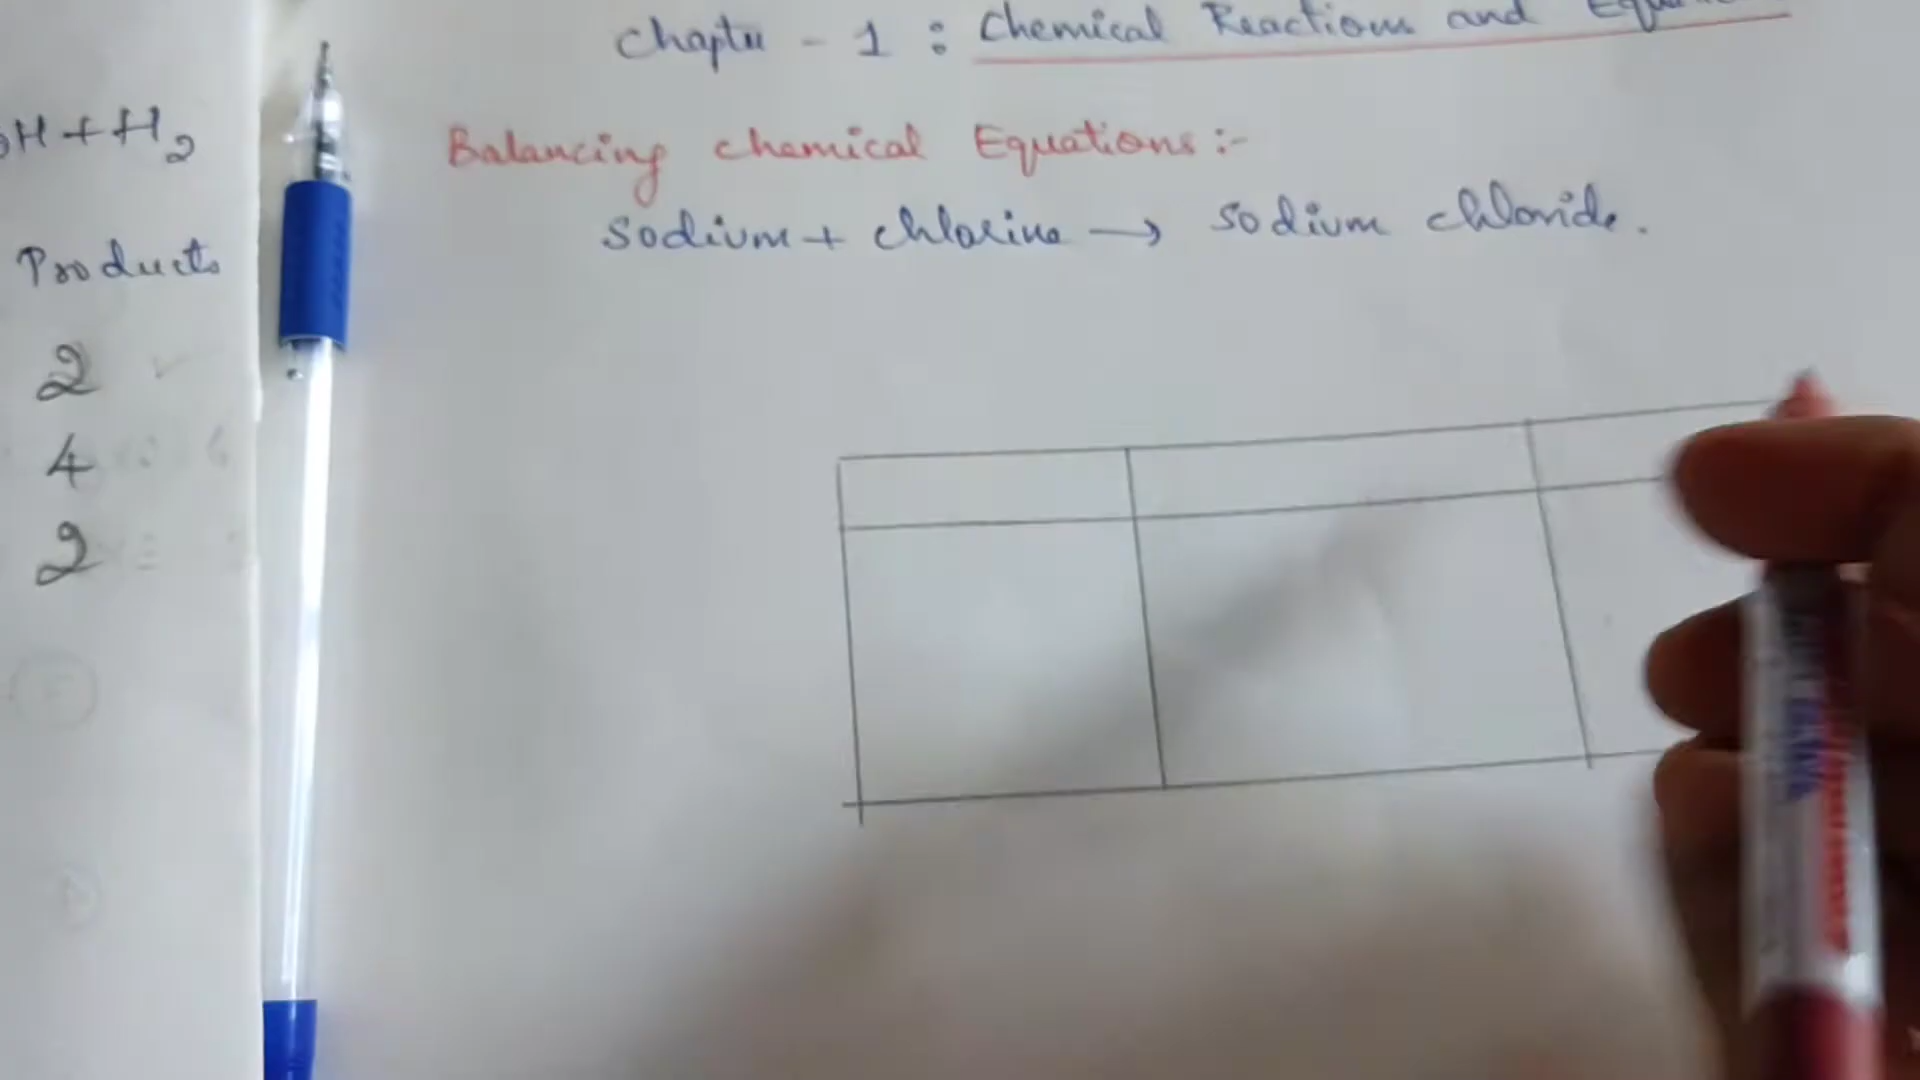 H + H2
Products
2
4
2
Chapter - 1 : Chemical Reactions and
Balancing chemical Equations :-
Sodium + chlorine → Sodium chloride.